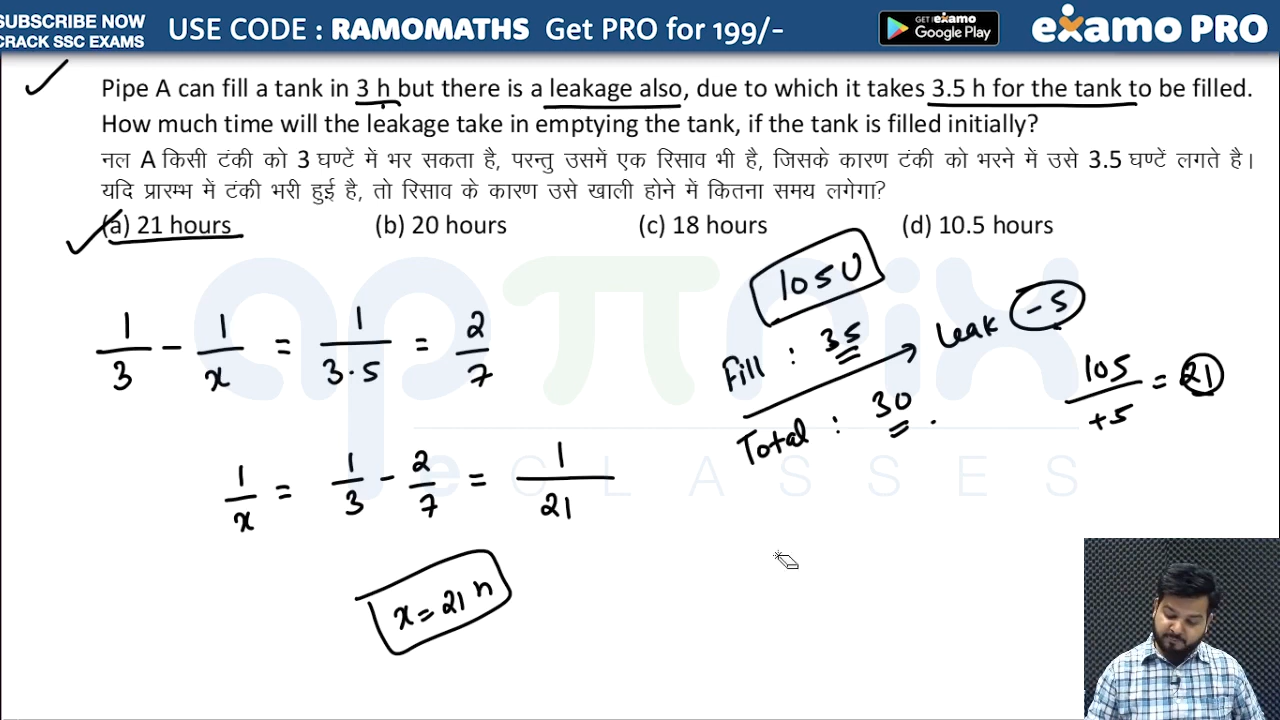 SUBSCRIBE NOW
CRACK SSC EXAMS
USE CODE : RAMOMATHS Get PRO for 199/-
GET IT ON examo
Google Play
examo PRO
Pipe A can fill a tank in 3 h but there is a leakage also, due to which it takes 3.5 h for the tank to be filled.
How much time will the leakage take in emptying the tank, if the tank is filled initially?
नल A किसी टंकी को 3 घण्टें में भर सकता है, परन्तु उसमें एक रिसाव भी है, जिसके कारण टंकी को भरने में उसे 3.5 घण्टें लगते है।
यदि प्रारम्भ में टंकी भरी हुई है, तो रिसाव के कारण उसे खाली होने में कितना समय लगेगा?
(a) 21 hours (b) 20 hours (c) 18 hours (d) 10.5 hours
1/3 - 1/x = 1/3.5 = 2/7
1/x = 1/3 - 2/7 = 1/21
x = 21 h
105 U
Fill : 35
Leak -5
Total : 30.
105/+5 = 21
apπnix
e CLASSES